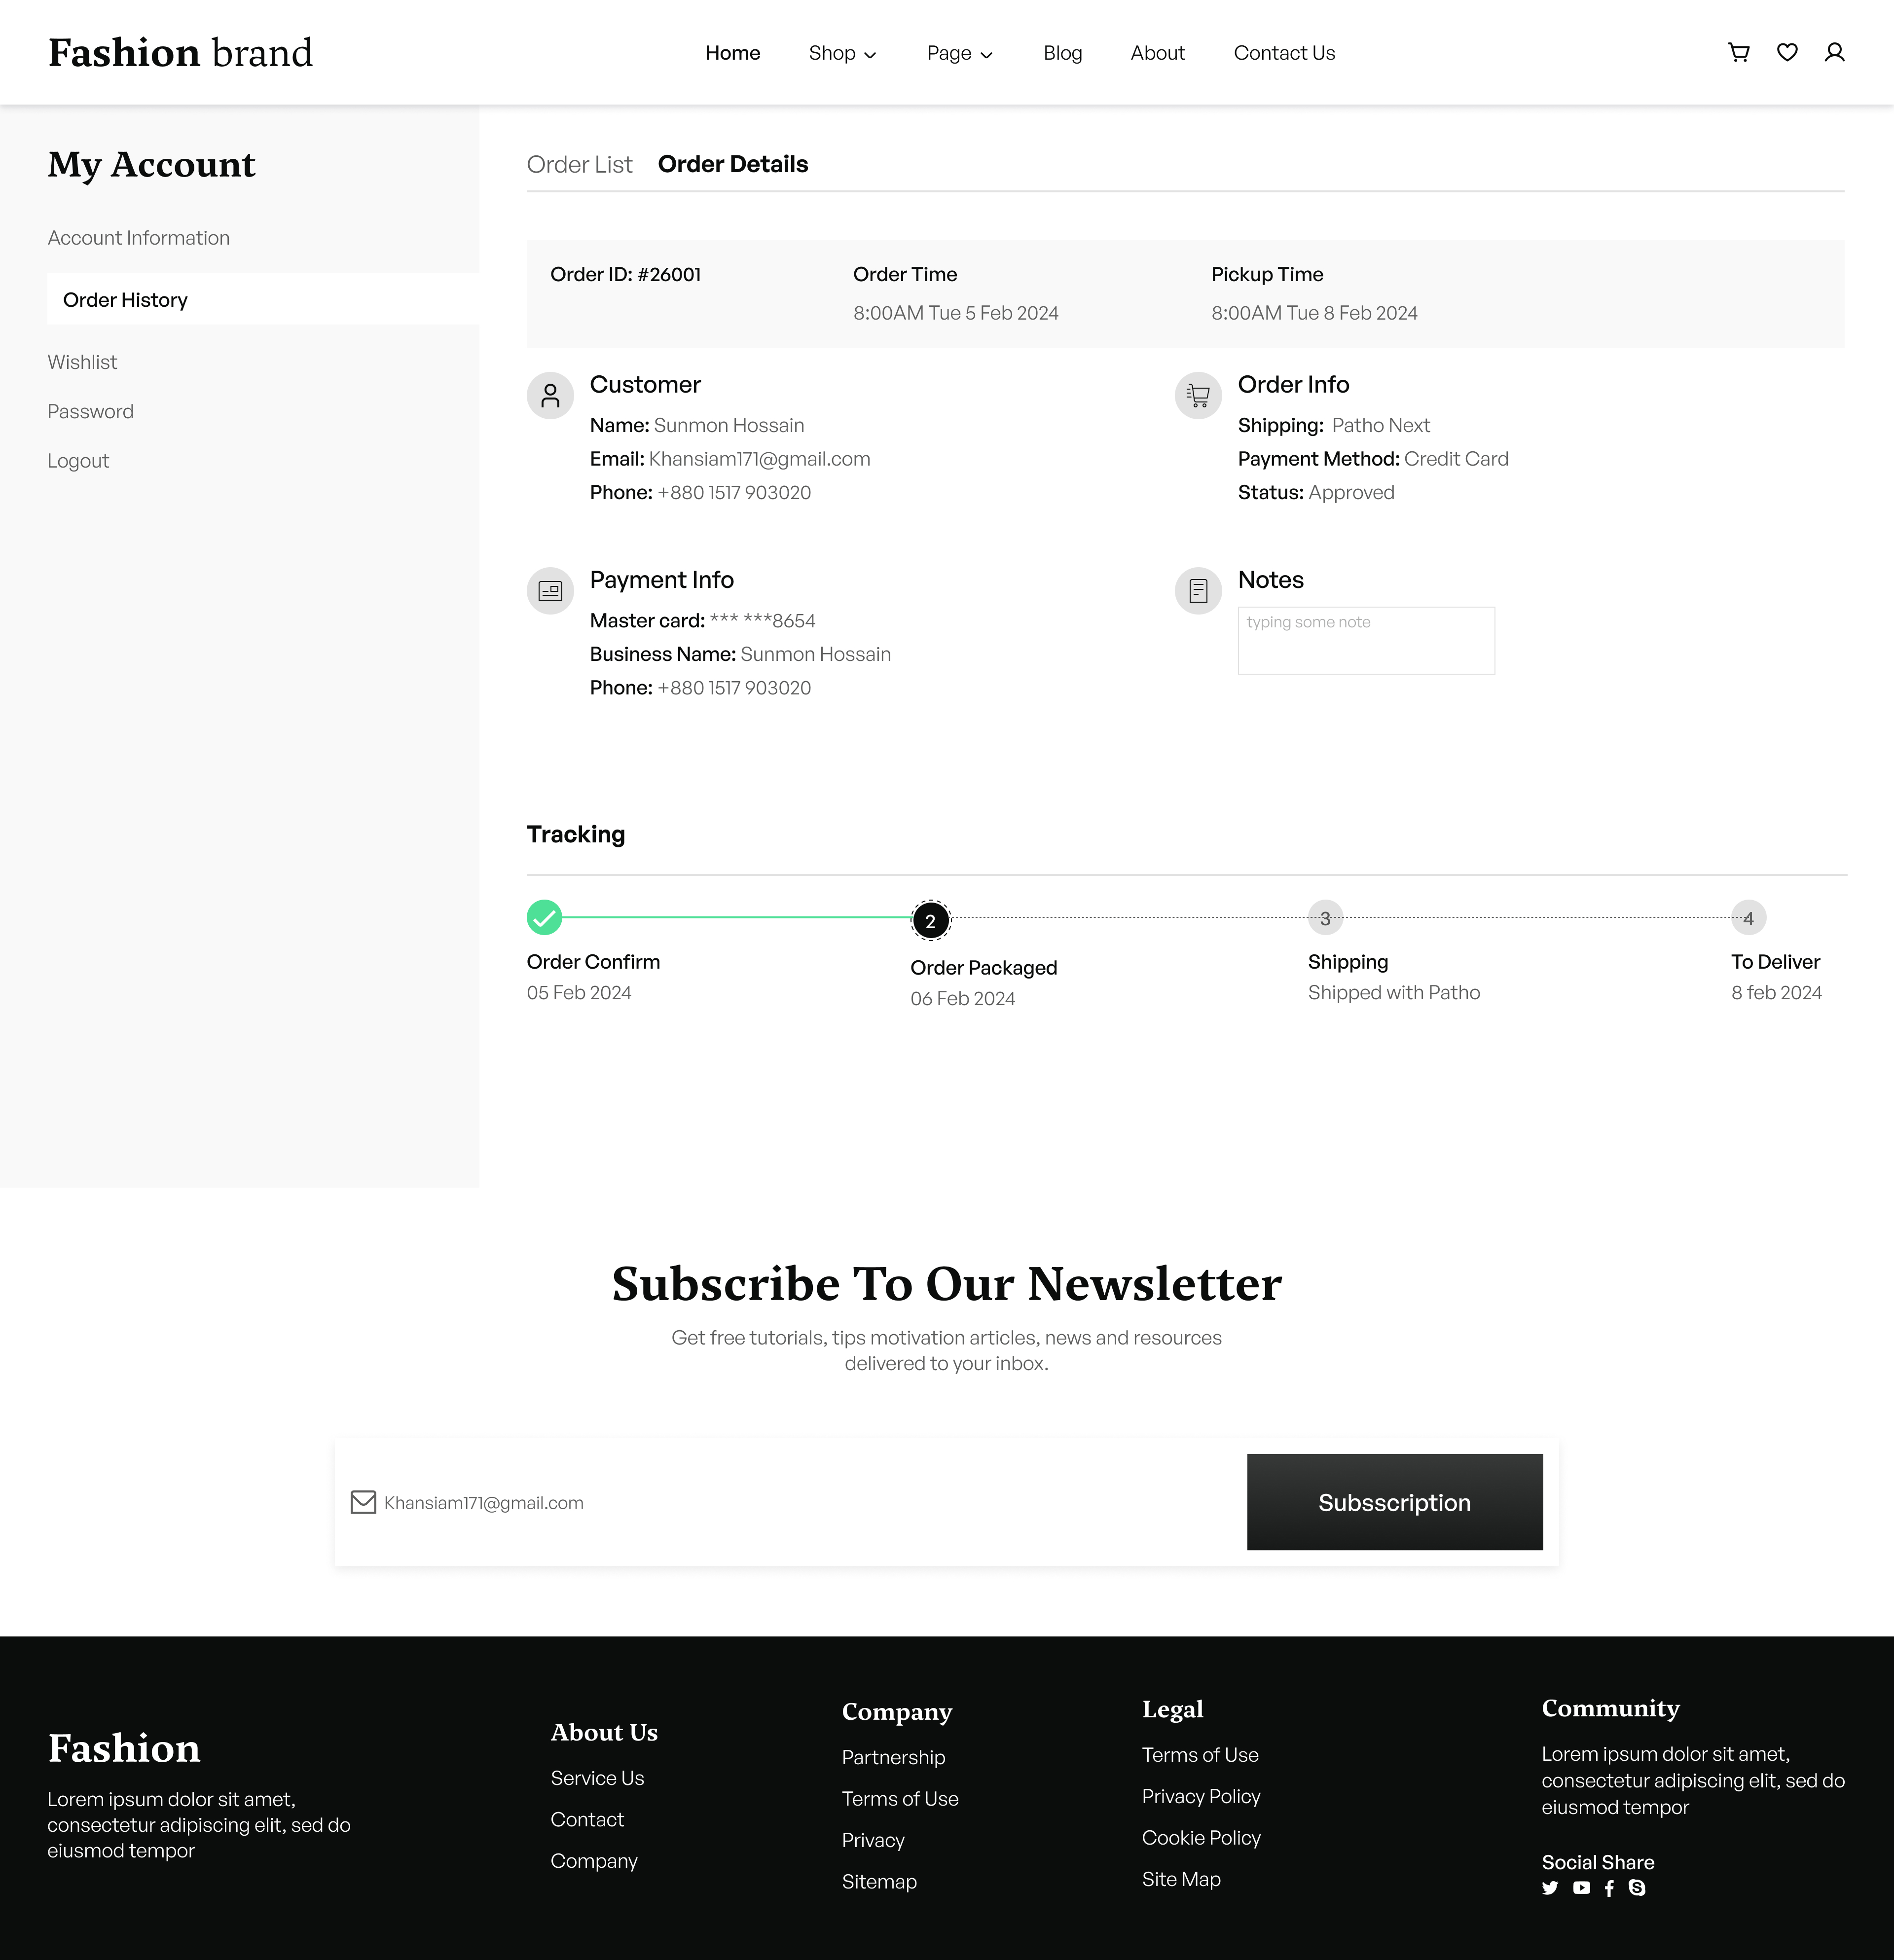 Fashion brand
Home Shop Page Blog About Contact Us
My Account
Account Information
Order History
Wishlist
Password
Logout
Order List Order Details
Order ID: #26001
Order Time
8:00AM Tue 5 Feb 2024
Pickup Time
8:00AM Tue 8 Feb 2024
Customer
Name: Sunmon Hossain
Email: Khansiam171@gmail.com
Phone: +880 1517 903020
Order Info
Shipping: Patho Next
Payment Method: Credit Card
Status: Approved
Payment Info
Master card: *** ***8654
Business Name: Sunmon Hossain
Phone: +880 1517 903020
Notes
typing some note
Tracking
Order Confirm
05 Feb 2024
2
Order Packaged
06 Feb 2024
3
Shipping
Shipped with Patho
4
To Deliver
8 feb 2024
Subscribe To Our Newsletter
Get free tutorials, tips motivation articles, news and resources
delivered to your inbox.
Khansiam171@gmail.com
Subsscription
Fashion
Lorem ipsum dolor sit amet,
consectetur adipiscing elit, sed do
eiusmod tempor
About Us
Service Us
Contact
Company
Company
Partnership
Terms of Use
Privacy
Sitemap
Legal
Terms of Use
Privacy Policy
Cookie Policy
Site Map
Community
Lorem ipsum dolor sit amet,
consectetur adipiscing elit, sed do
eiusmod tempor
Social Share